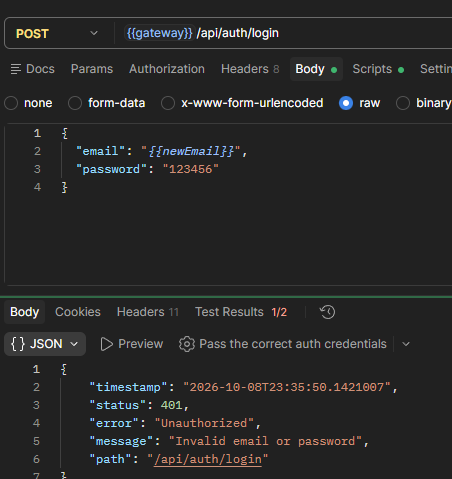 POST {{gateway}} /api/auth/login
Docs Params Authorization Headers 8 Body Scripts
none form-data x-www-form-urlencoded raw binary
1 {
2 "email": "{{newEmail}}",
3 "password": "123456"
4 }
Body Cookies Headers 11 Test Results 1/2
{} JSON Preview Pass the correct auth credentials
1 {
2 "timestamp": "2026-10-08T23:35:50.1421007",
3 "status": 401,
4 "error": "Unauthorized",
5 "message": "Invalid email or password",
6 "path": "/api/auth/login"
7 }